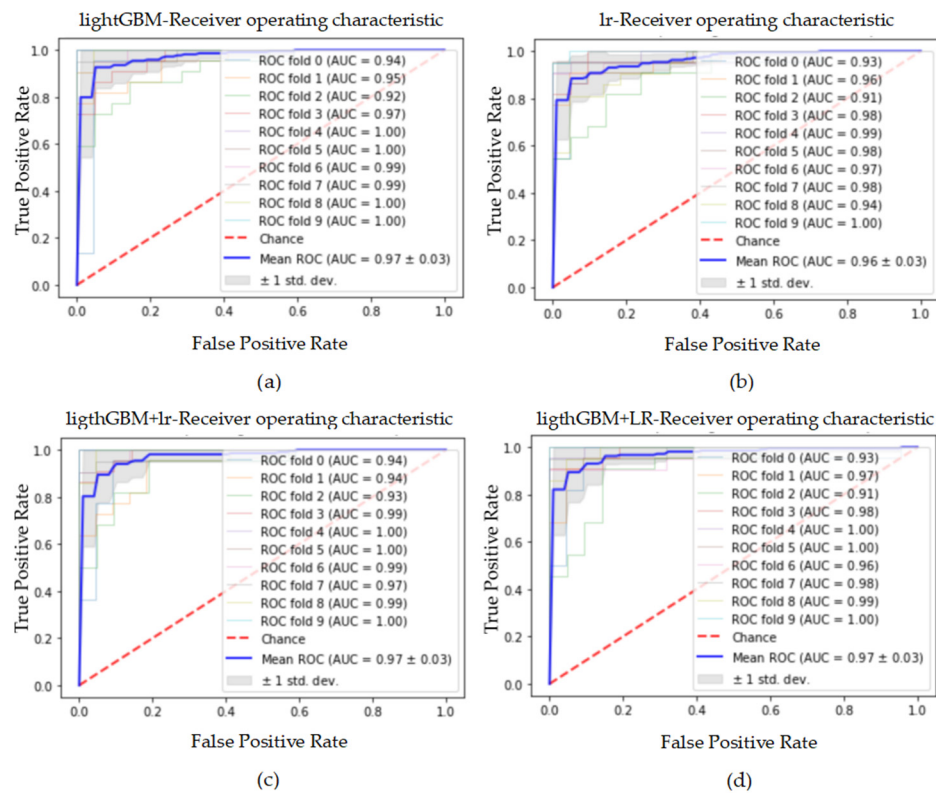 lightGBM-Receiver operating characteristic
True Positive Rate
1.0
0.8
0.6
0.4
0.2
0.0
ROC fold 0 (AUC = 0.94)
ROC fold 1 (AUC = 0.95)
ROC fold 2 (AUC = 0.92)
ROC fold 3 (AUC = 0.97)
ROC fold 4 (AUC = 1.00)
ROC fold 5 (AUC = 1.00)
ROC fold 6 (AUC = 0.99)
ROC fold 7 (AUC = 0.99)
ROC fold 8 (AUC = 1.00)
ROC fold 9 (AUC = 1.00)
Chance
Mean ROC (AUC = 0.97 ± 0.03)
± 1 std. dev.
0.0 0.2 0.4 0.6 0.8 1.0
False Positive Rate
(a)
lr-Receiver operating characteristic
True Positive Rate
1.0
0.8
0.6
0.4
0.2
0.0
ROC fold 0 (AUC = 0.93)
ROC fold 1 (AUC = 0.96)
ROC fold 2 (AUC = 0.91)
ROC fold 3 (AUC = 0.98)
ROC fold 4 (AUC = 0.99)
ROC fold 5 (AUC = 0.98)
ROC fold 6 (AUC = 0.97)
ROC fold 7 (AUC = 0.98)
ROC fold 8 (AUC = 0.94)
ROC fold 9 (AUC = 1.00)
Chance
Mean ROC (AUC = 0.96 ± 0.03)
± 1 std. dev.
0.0 0.2 0.4 0.6 0.8 1.0
False Positive Rate
(b)
ligthGBM+lr-Receiver operating characteristic
True Positive Rate
1.0
0.8
0.6
0.4
0.2
0.0
ROC fold 0 (AUC = 0.94)
ROC fold 1 (AUC = 0.94)
ROC fold 2 (AUC = 0.93)
ROC fold 3 (AUC = 0.99)
ROC fold 4 (AUC = 1.00)
ROC fold 5 (AUC = 1.00)
ROC fold 6 (AUC = 0.99)
ROC fold 7 (AUC = 0.97)
ROC fold 8 (AUC = 0.99)
ROC fold 9 (AUC = 1.00)
Chance
Mean ROC (AUC = 0.97 ± 0.03)
± 1 std. dev.
0.0 0.2 0.4 0.6 0.8 1.0
False Positive Rate
(c)
ligthGBM+LR-Receiver operating characteristic
True Positive Rate
1.0
0.8
0.6
0.4
0.2
0.0
ROC fold 0 (AUC = 0.93)
ROC fold 1 (AUC = 0.97)
ROC fold 2 (AUC = 0.91)
ROC fold 3 (AUC = 0.98)
ROC fold 4 (AUC = 1.00)
ROC fold 5 (AUC = 1.00)
ROC fold 6 (AUC = 0.96)
ROC fold 7 (AUC = 0.98)
ROC fold 8 (AUC = 0.99)
ROC fold 9 (AUC = 1.00)
Chance
Mean ROC (AUC = 0.97 ± 0.03)
± 1 std. dev.
0.0 0.2 0.4 0.6 0.8 1.0
False Positive Rate
(d)